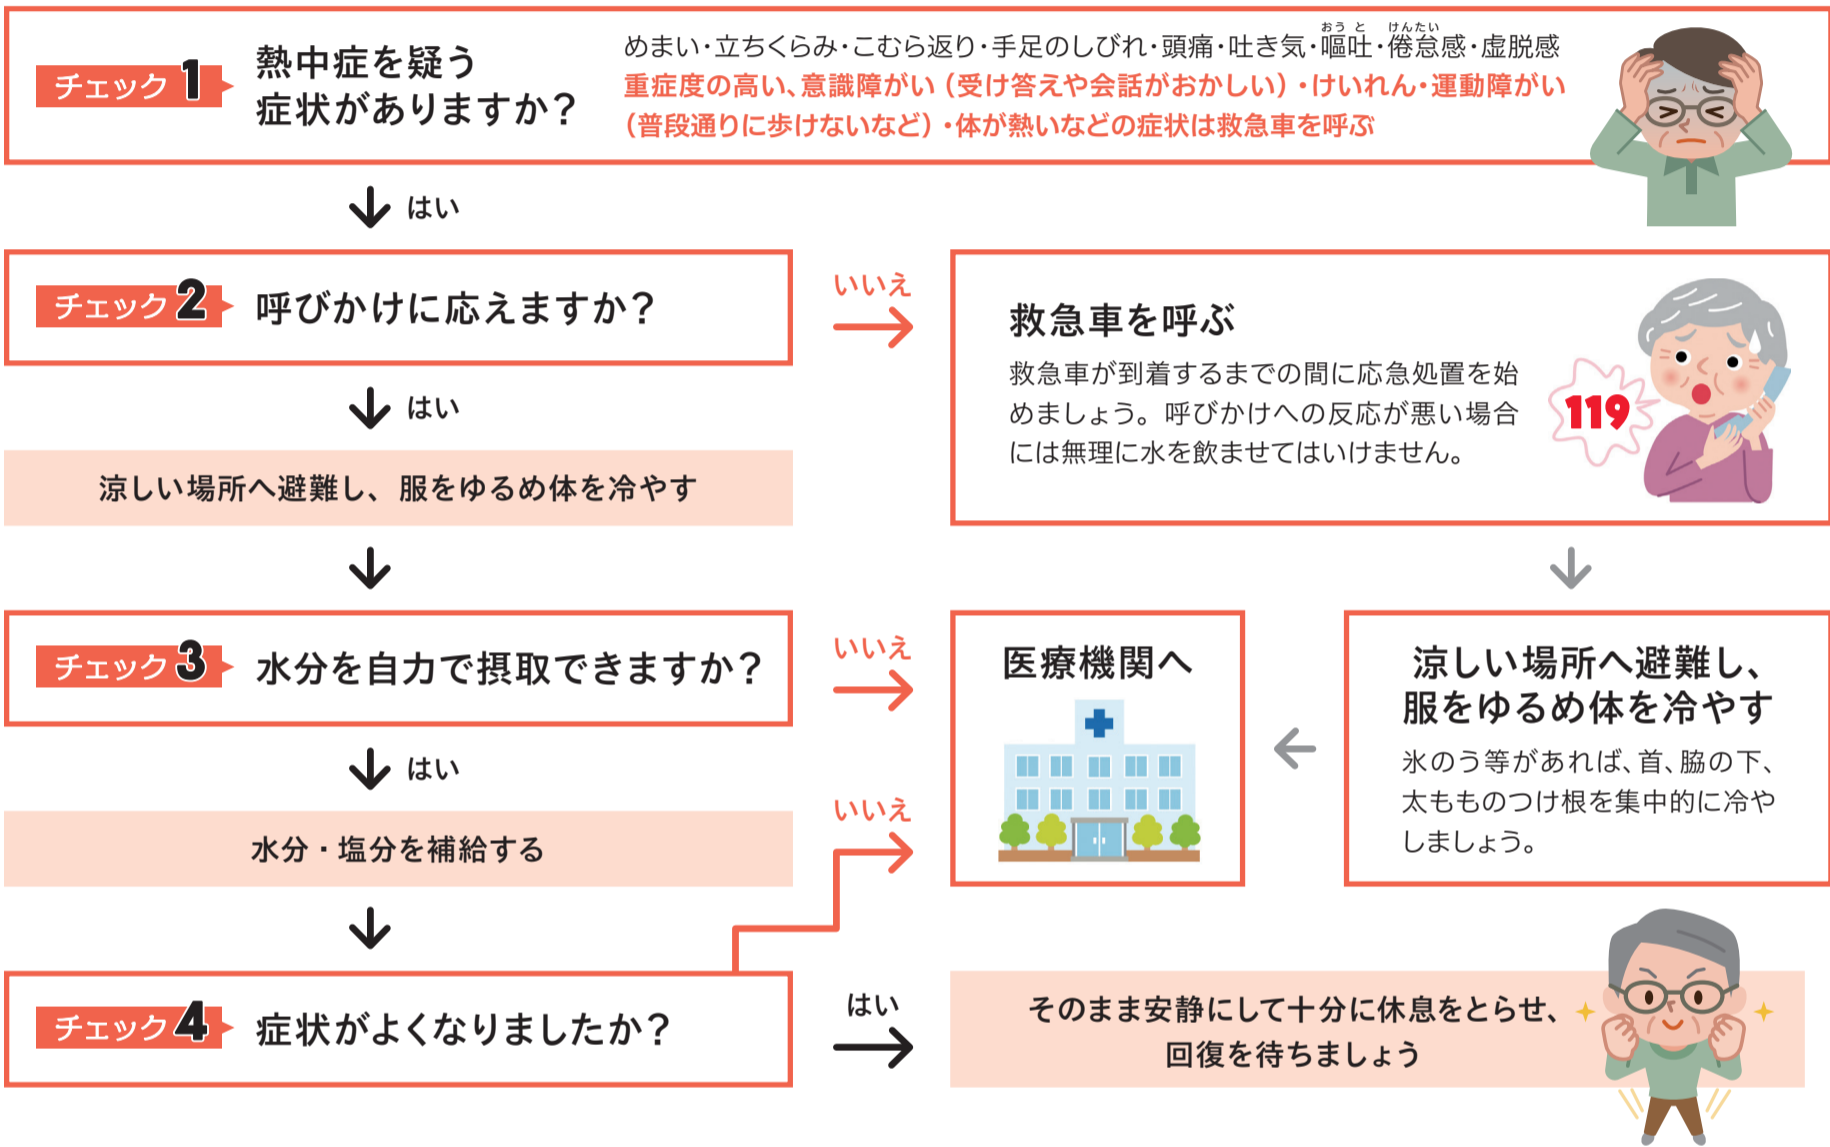 チェック 1
熱中症を疑う
症状がありますか？
めまい・立ちくらみ・こむら返り・手足のしびれ・頭痛・吐き気・嘔吐・倦怠感・虚脱感
おう と けんたい
重症度の高い、意識障がい（受け答えや会話がおかしい）・けいれん・運動障がい
（普段通りに歩けないなど）・体が熱いなどの症状は救急車を呼ぶ
はい
チェック 2
呼びかけに応えますか？
いいえ
救急車を呼ぶ
救急車が到着するまでの間に応急処置を始
めましょう。呼びかけへの反応が悪い場合
には無理に水を飲ませてはいけません。
119
はい
涼しい場所へ避難し、服をゆるめ体を冷やす
チェック 3
水分を自力で摂取できますか？
いいえ
医療機関へ
涼しい場所へ避難し、
服をゆるめ体を冷やす
氷のう等があれば、首、脇の下、
太もものつけ根を集中的に冷や
しましょう。
はい
水分・塩分を補給する
いいえ
チェック 4
症状がよくなりましたか？
はい
そのまま安静にして十分に休息をとらせ、
回復を待ちましょう